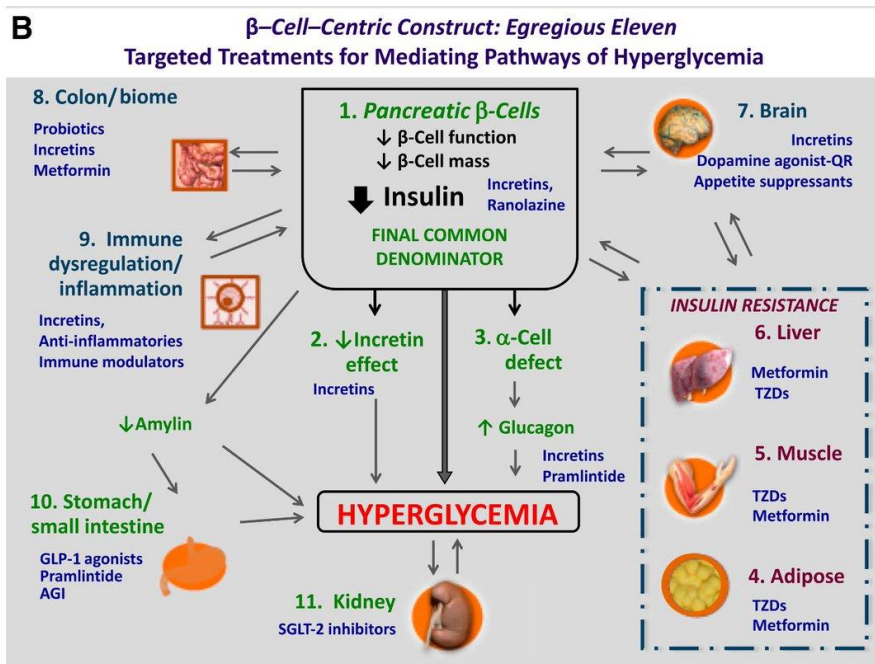 B
β–Cell–Centric Construct: Egregious Eleven
Targeted Treatments for Mediating Pathways of Hyperglycemia
8. Colon/biome
Probiotics
Incretins
Metformin
1. Pancreatic β-Cells
↓ β-Cell function
↓ β-Cell mass
Insulin
Incretins,
Ranolazine
FINAL COMMON
DENOMINATOR
7. Brain
Incretins
Dopamine agonist-QR
Appetite suppressants
9. Immune
dysregulation/
inflammation
Incretins,
Anti-inflammatories
Immune modulators
2. ↓Incretin
effect
Incretins
3. α-Cell
defect
↑ Glucagon
Incretins
Pramlintide
INSULIN RESISTANCE
6. Liver
Metformin
TZDs
5. Muscle
TZDs
Metformin
4. Adipose
TZDs
Metformin
↓Amylin
10. Stomach/
small intestine
GLP-1 agonists
Pramlintide
AGI
HYPERGLYCEMIA
11. Kidney
SGLT-2 inhibitors